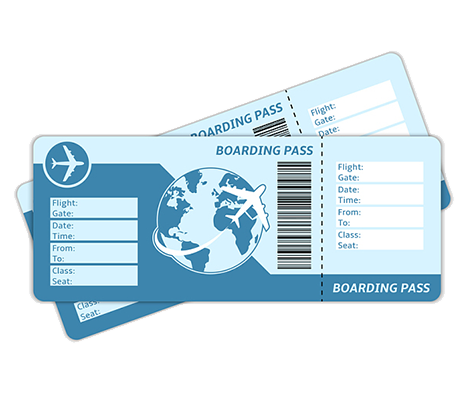 BOARDING PASS
Flight:
Gate:
Date:
Time:
From:
To:
Class:
Seat:
Flight:
Gate:
Date:
Time:
From:
To:
Class:
Seat:
BOARDING PASS
BOARDING PASS
Flight:
Gate:
Date:
Class:
Seat: